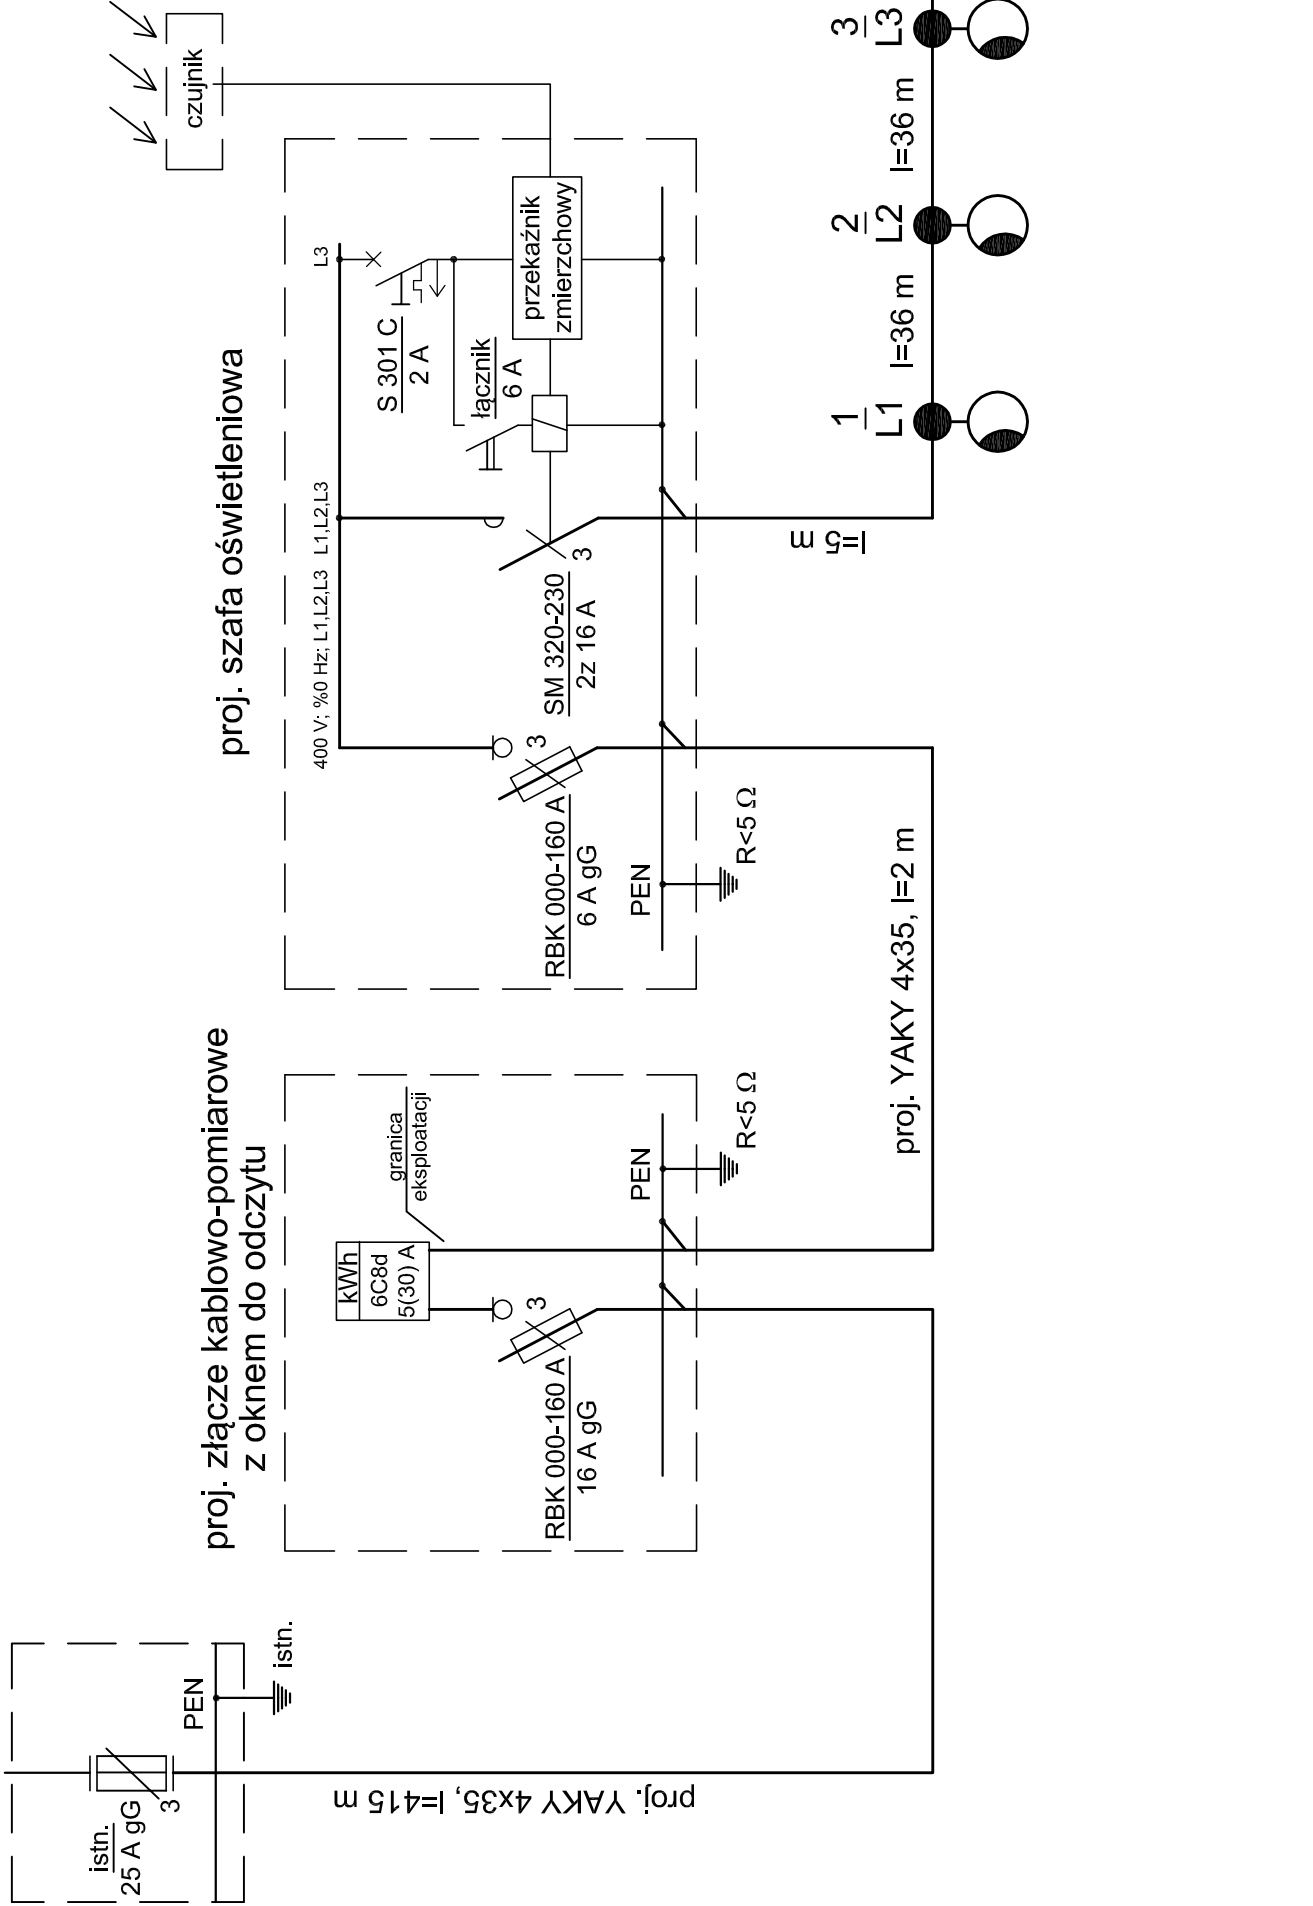 istn.
25 A gG
3
PEN
istn.
proj. YAKY 4x35, l=415 m
proj. złącze kablowo-pomiarowe
z oknem do odczytu
kWh
6C8d
5(30) A
granica
eksploatacji
3
RBK 000-160 A
16 A gG
PEN
R<5 Ω
proj. YAKY 4x35, l=2 m
proj. szafa oświetleniowa
400 V; %0 Hz; L1,L2,L3
L1,L2,L3
L3
3
RBK 000-160 A
6 A gG
PEN
R<5 Ω
SM 320-230
2z 16 A
3
S 301 C
2 A
łącznik
6 A
przekaźnik
zmierzchowy
czujnik
l=5 m
1
L1
l=36 m
2
L2
l=36 m
3
L3